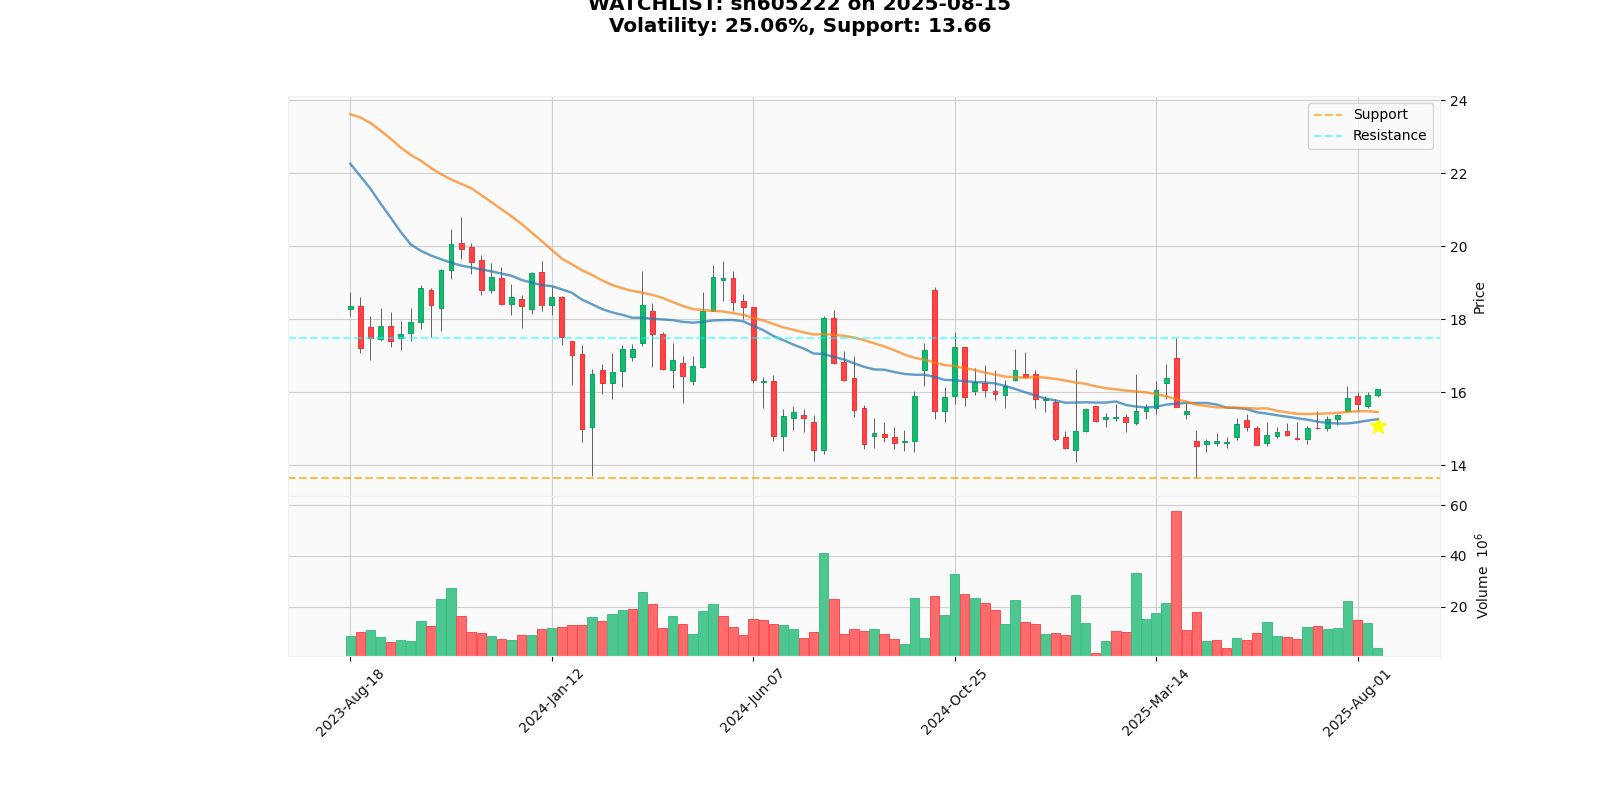 WATCHLIST: sh605222 on 2025-08-15
Volatility: 25.06%, Support: 13.66
Support
Resistance
24
22
20
18
16
14
Price
60
40
20
Volume 10^6
2023-Aug-18
2024-Jan-12
2024-Jun-07
2024-Oct-25
2025-Mar-14
2025-Aug-01